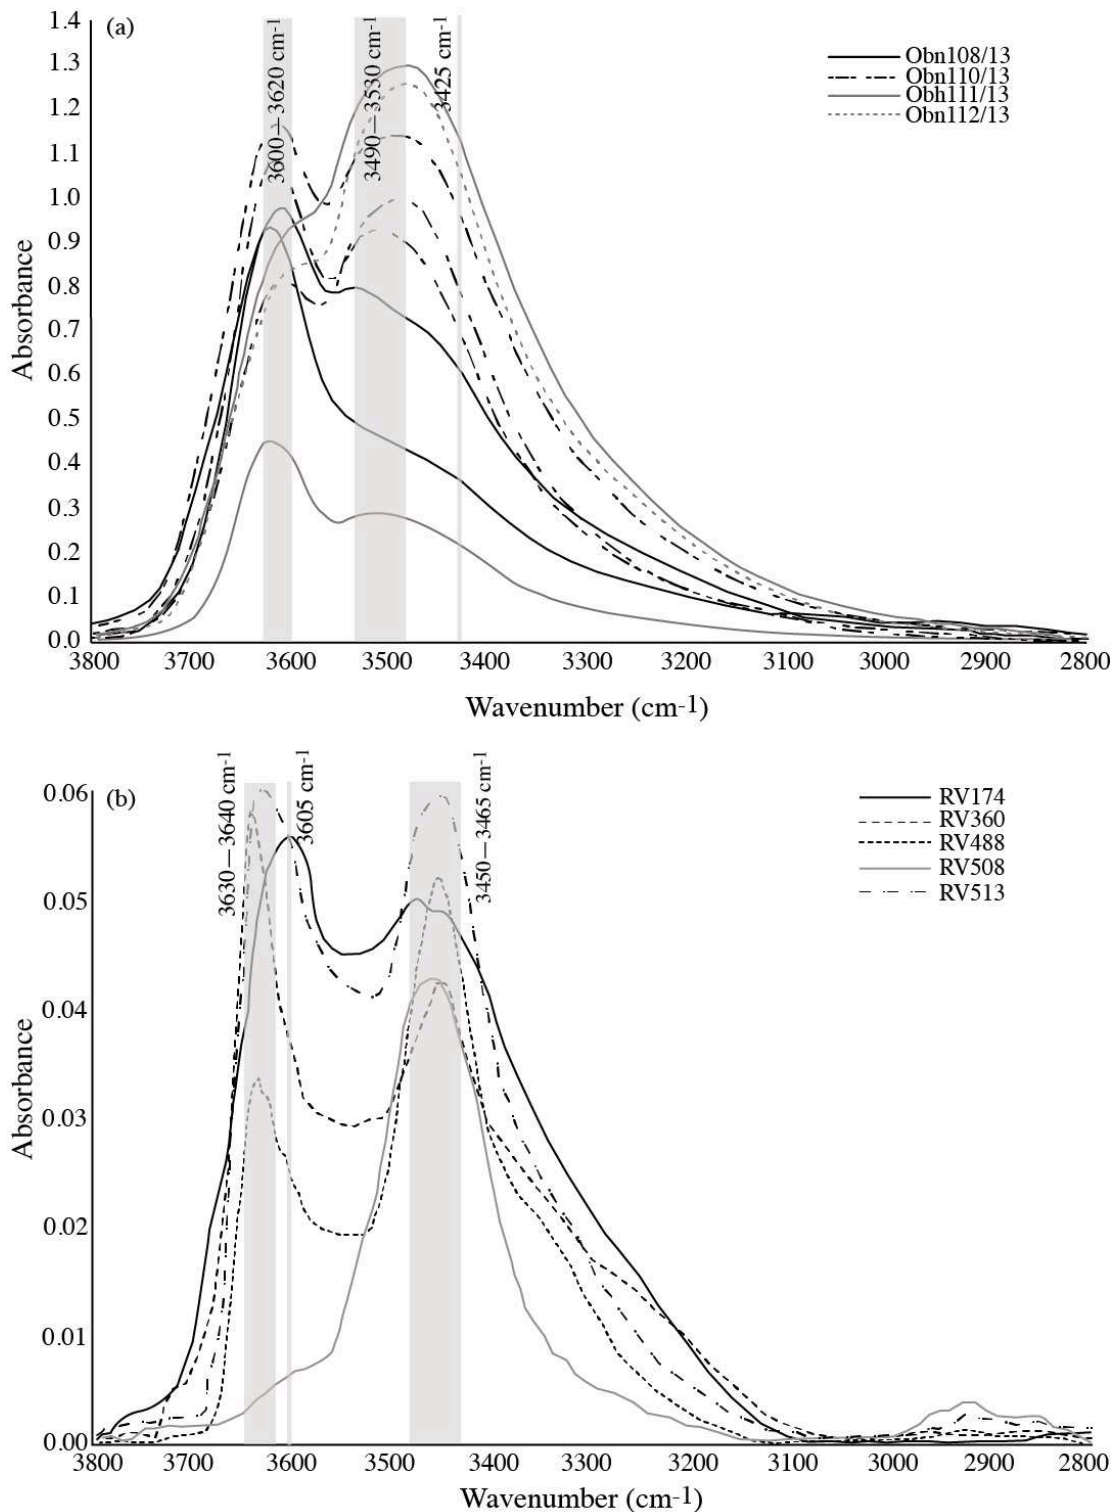 (a)
3600—3620 cm-1
3490—3530 cm-1
3425 cm-1
Obn108/13
Obn110/13
Obh111/13
Obn112/13
Absorbance
1.4
1.3
1.2
1.1
1.0
0.9
0.8
0.7
0.6
0.5
0.4
0.3
0.2
0.1
0.0
3800 3700 3600 3500 3400 3300 3200 3100 3000 2900 2800
Wavenumber (cm-1)
(b)
3630—3640 cm-1
3605 cm-1
3450—3465 cm-1
RV174
RV360
RV488
RV508
RV513
Absorbance
0.06
0.05
0.04
0.03
0.02
0.01
0.00
3800 3700 3600 3500 3400 3300 3200 3100 3000 2900 2800
Wavenumber (cm-1)